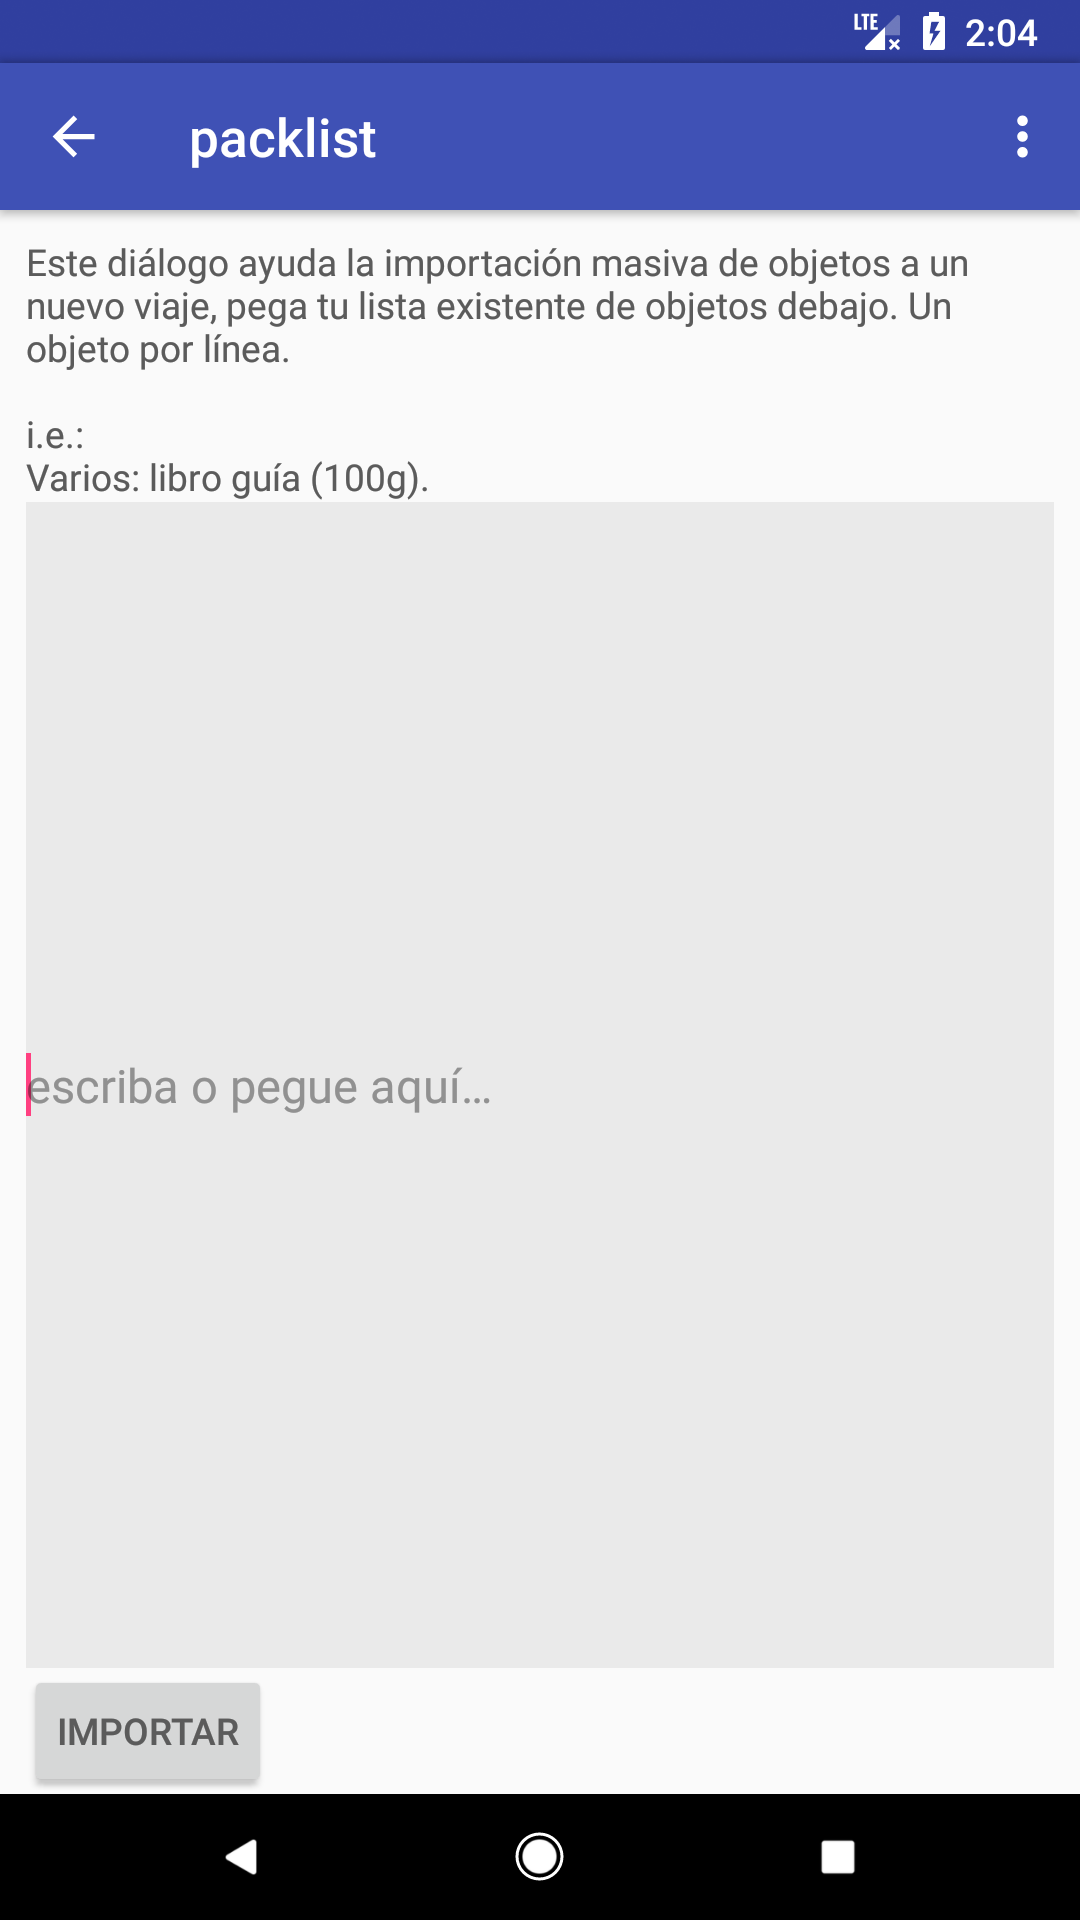 LTE 2:04
packlist
Este diálogo ayuda la importación masiva de objetos a un
nuevo viaje, pega tu lista existente de objetos debajo. Un
objeto por línea.
i.e.:
Varios: libro guía (100g).
escriba o pegue aquí…
IMPORTAR